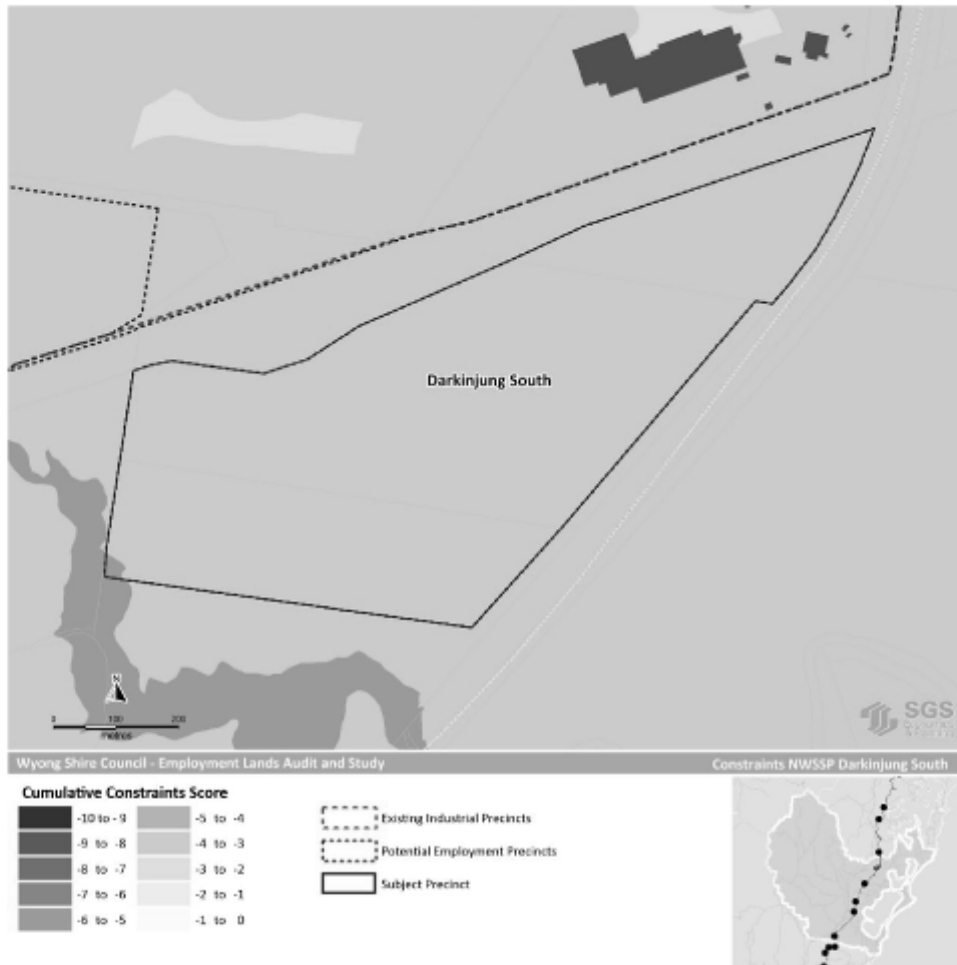 Darkinjung South
N
0 100 200
metres
SGS
Wyong Shire Council - Employment Lands Audit and Study Constraints NWSSP Darkinjung South
Cumulative Constraints Score
-10 to - 9 -5 to -4
-9 to -8 -4 to -3
-8 to -7 -3 to -2
-7 to -6 -2 to -1
-6 to -5 -1 to 0
Existing Industrial Precincts
Potential Employment Precincts
Subject Precinct